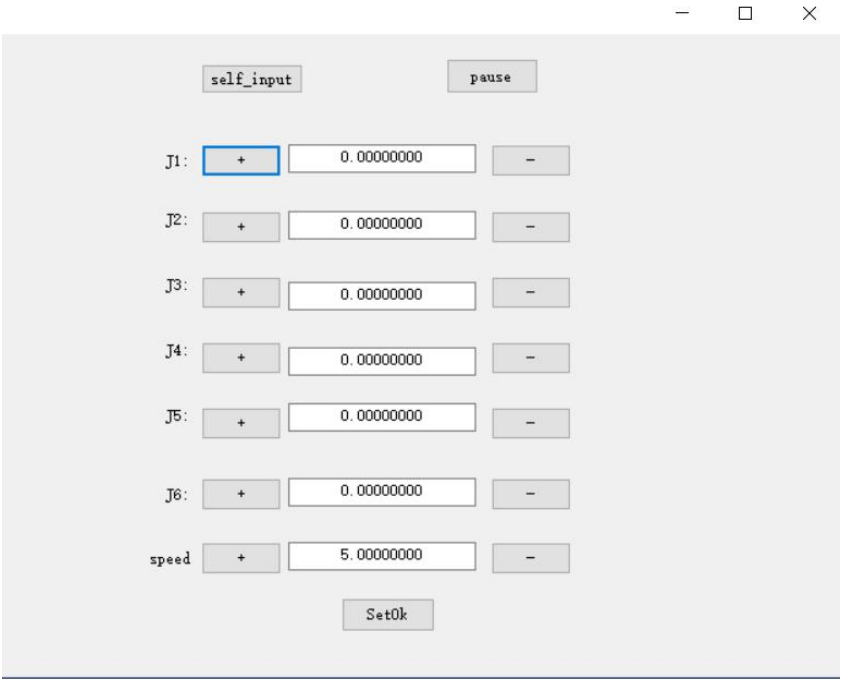 self_input pause
J1: + 0.00000000 -
J2: + 0.00000000 -
J3: + 0.00000000 -
J4: + 0.00000000 -
J5: + 0.00000000 -
J6: + 0.00000000 -
speed + 5.00000000 -
SetOk